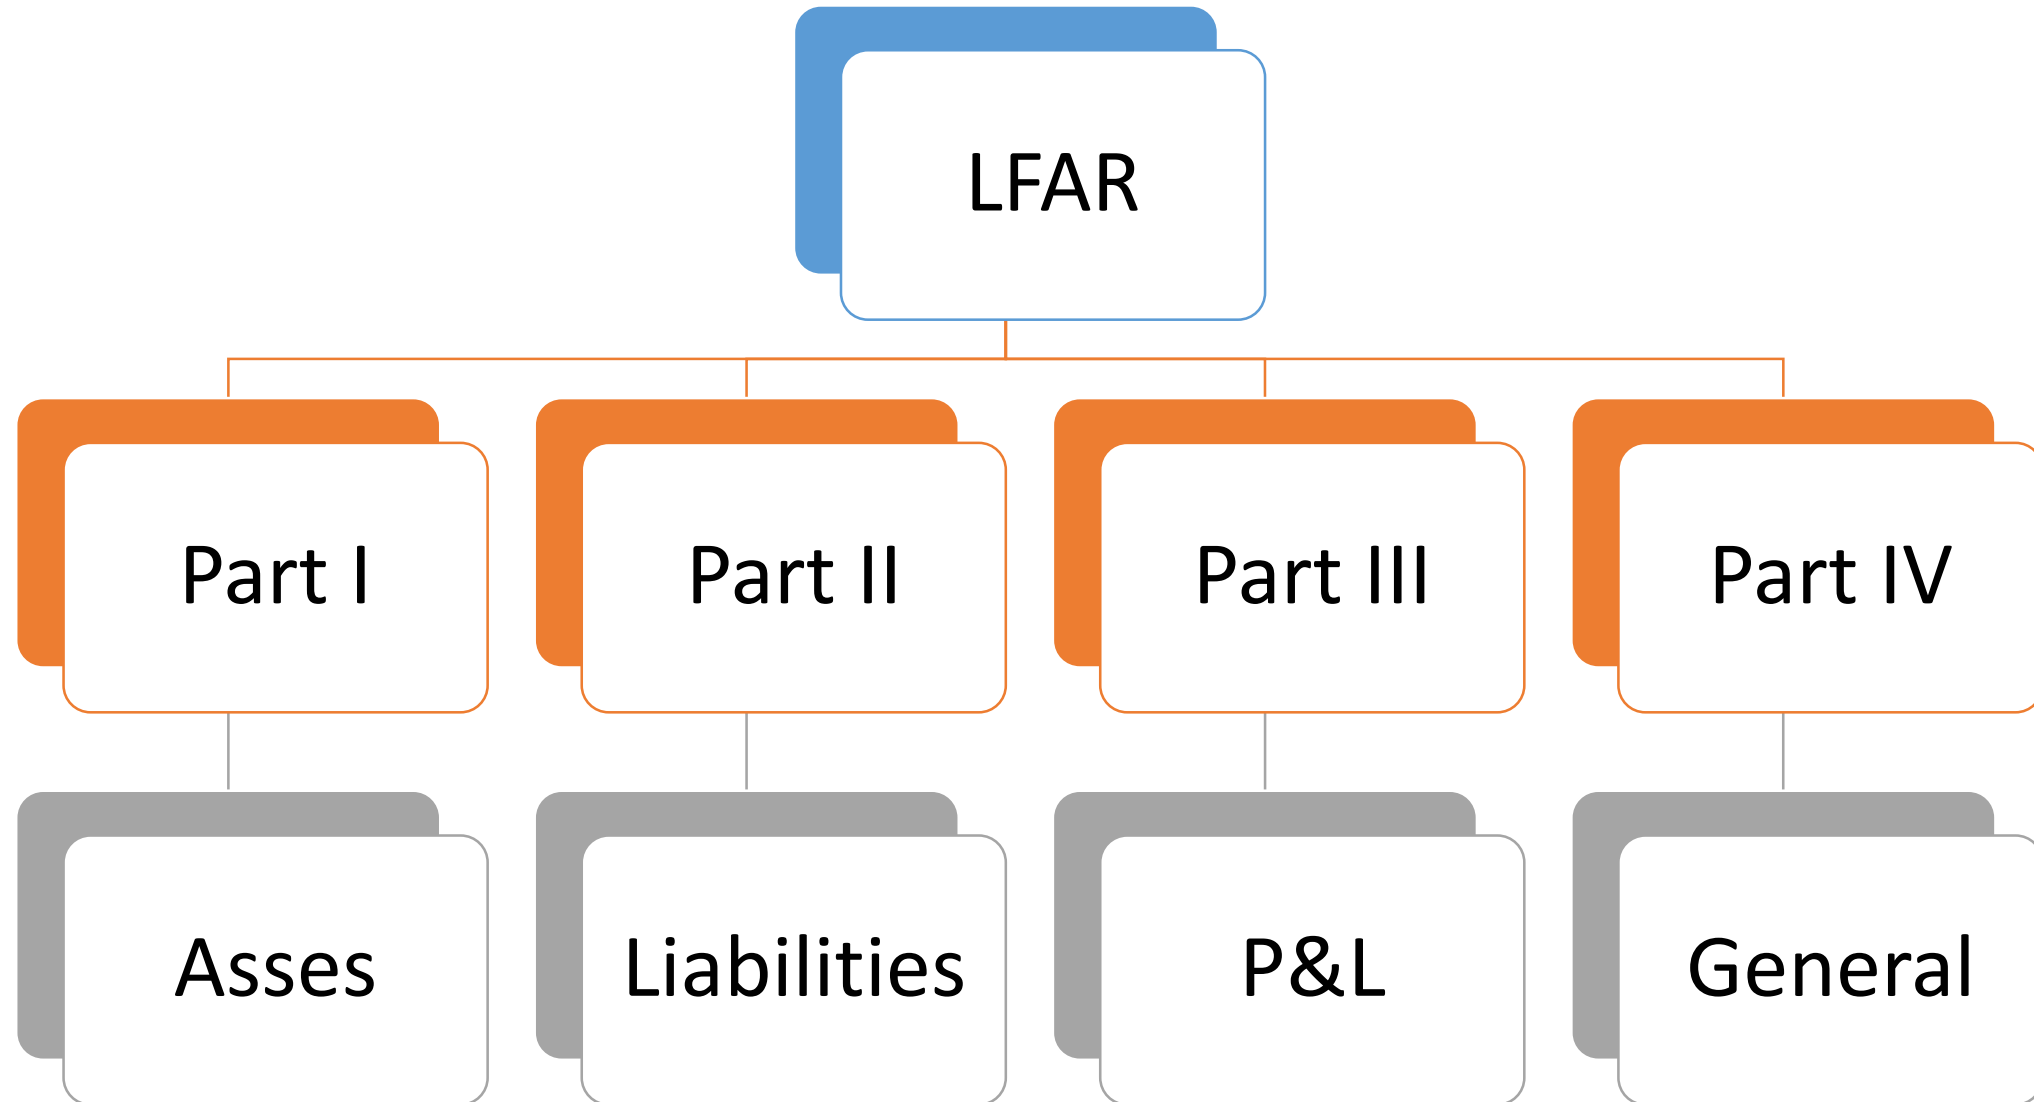 LFAR
Part I
Part II
Part III
Part IV
Asses
Liabilities
P&L
General